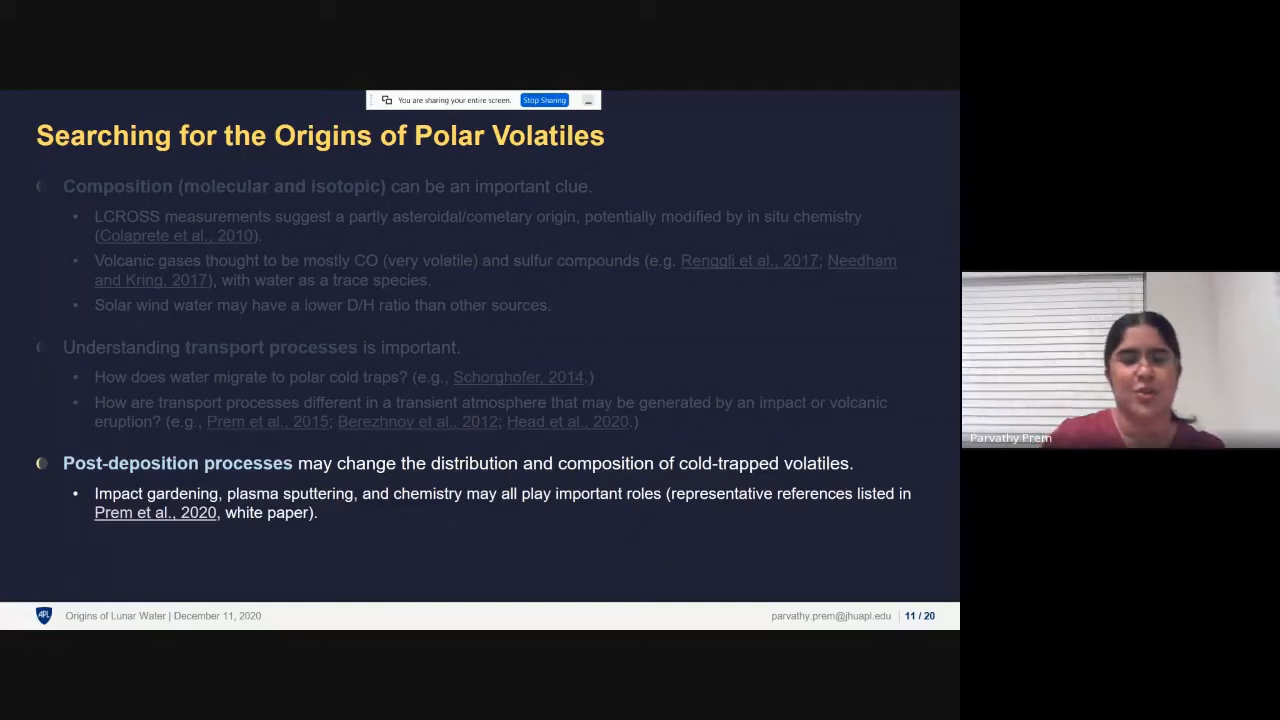 You are sharing your entire screen.
Stop Sharing
Searching for the Origins of Polar Volatiles
Composition (molecular and isotopic) can be an important clue.
• LCROSS measurements suggest a partly asteroidal/cometary origin, potentially modified by in situ chemistry
(Colaprete et al., 2010).
• Volcanic gases thought to be mostly CO (very volatile) and sulfur compounds (e.g. Renggli et al., 2017; Needham
and Kring, 2017), with water as a trace species.
• Solar wind water may have a lower D/H ratio than other sources.
Understanding transport processes is important.
• How does water migrate to polar cold traps? (e.g., Schorghofer, 2014.)
• How are transport processes different in a transient atmosphere that may be generated by an impact or volcanic
eruption? (e.g., Prem et al., 2015; Berezhnoy et al., 2012; Head et al., 2020.)
Post-deposition processes may change the distribution and composition of cold-trapped volatiles.
• Impact gardening, plasma sputtering, and chemistry may all play important roles (representative references listed in
Prem et al., 2020, white paper).
APL
Origins of Lunar Water | December 11, 2020
parvathy.prem@jhuapl.edu | 11 / 20
Parvathy Prem